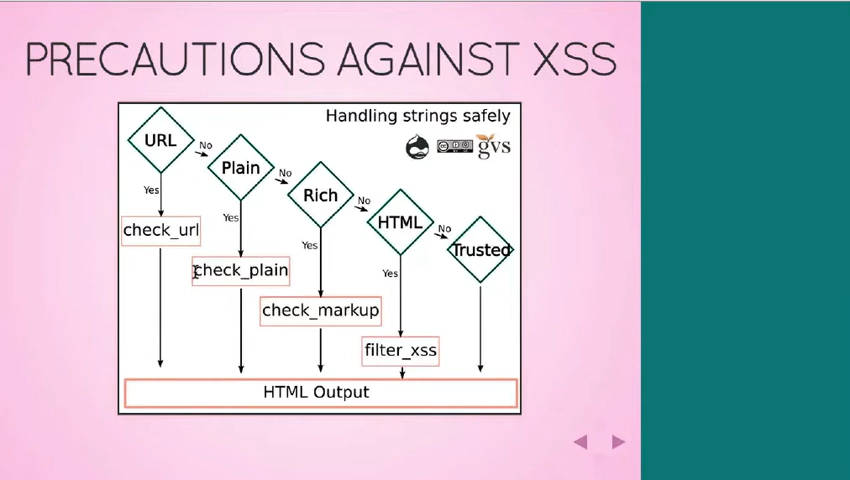 PRECAUTIONS AGAINST XSS
Handling strings safely
URL
No
Plain
No
Rich
No
HTML
No
Trusted
gvs
Yes
check_url
Yes
check_plain
Yes
check_markup
Yes
filter_xss
HTML Output